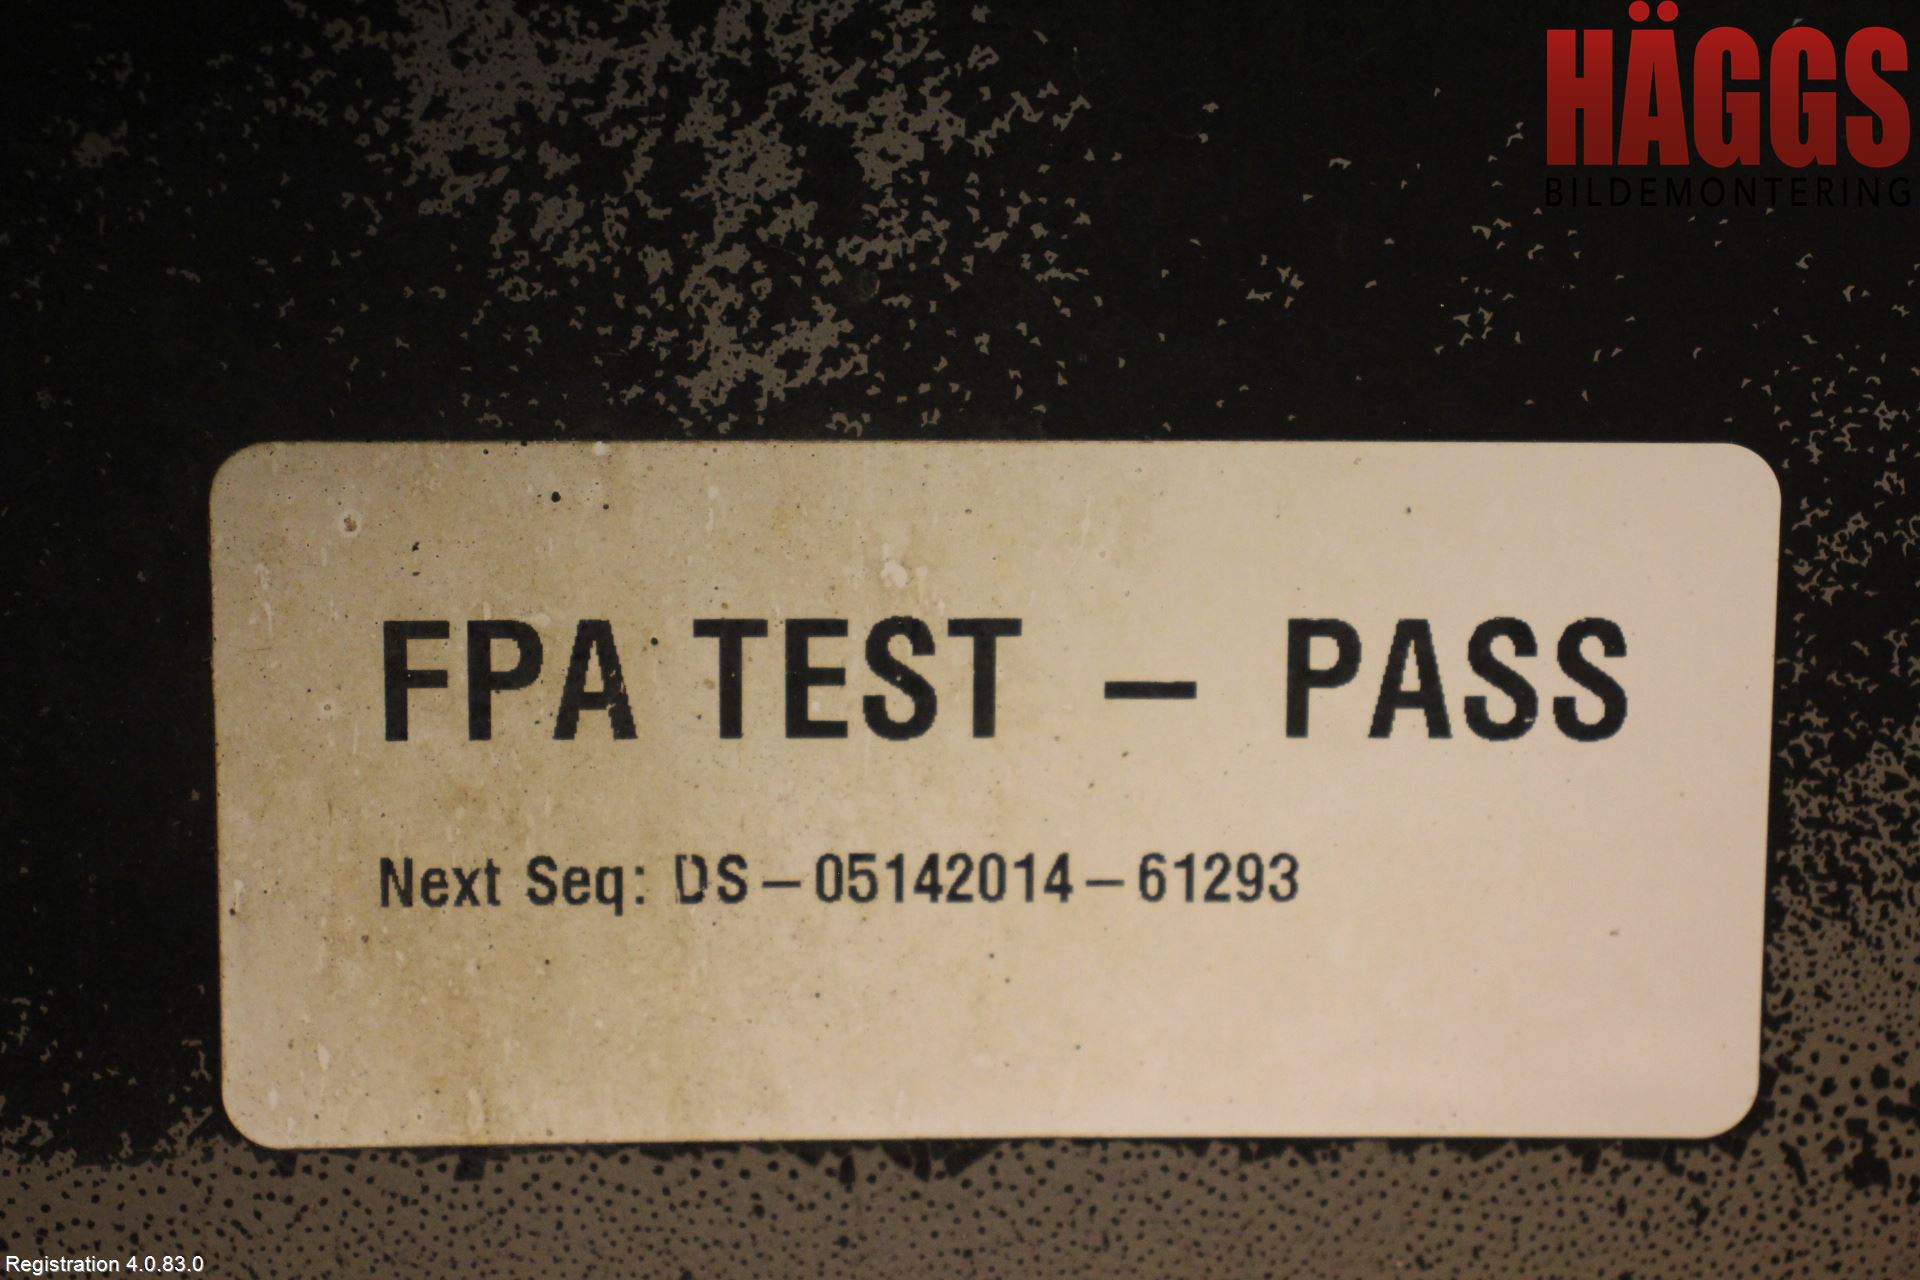 HÄGGS
BILDEMONTERING
FPA TEST – PASS
Next Seq: DS–05142014–61293
Registration 4.0.83.0